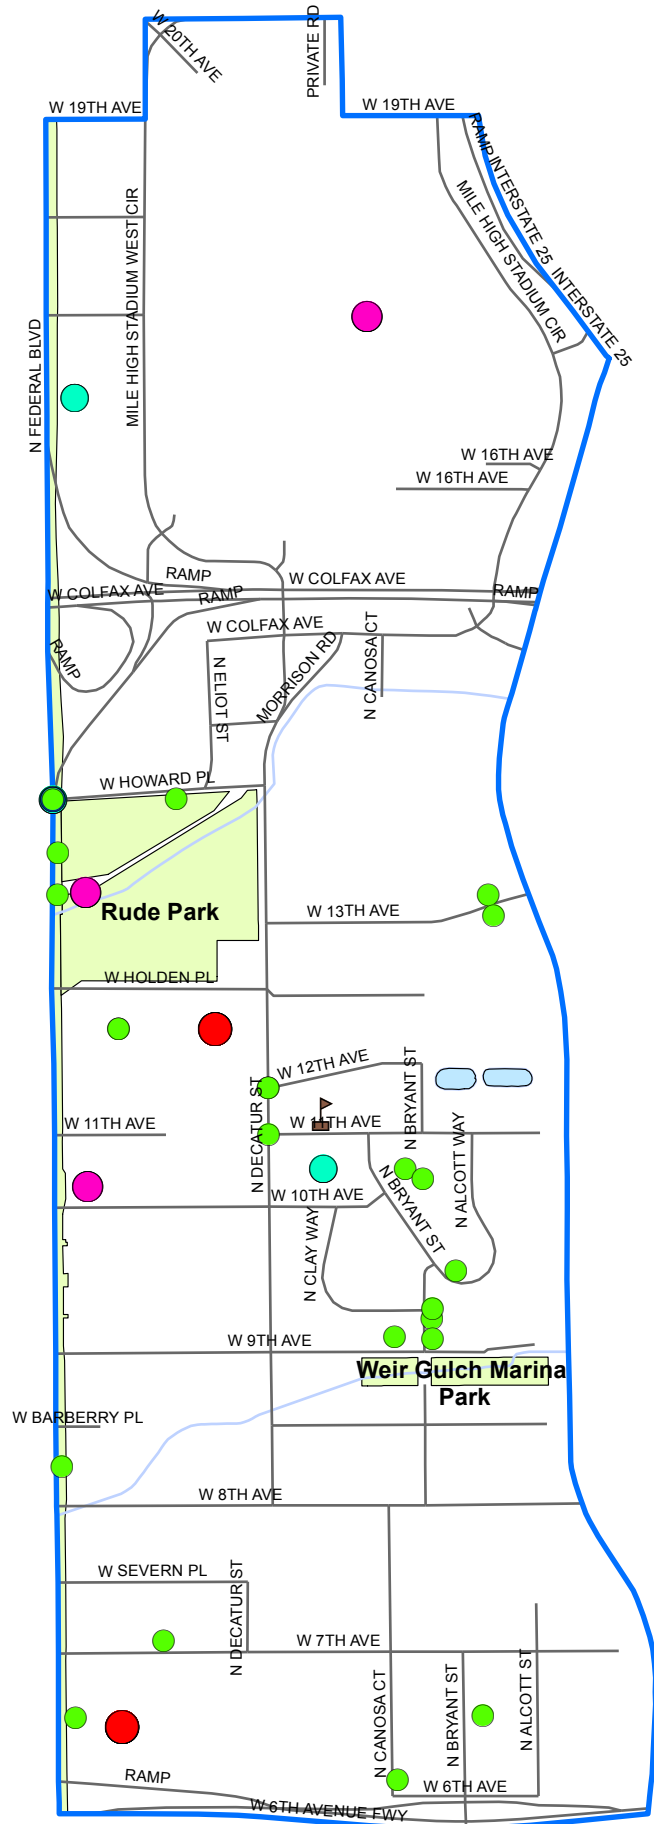 W 20TH AVE
PRIVATE RD
W 19TH AVE
W 19TH AVE
RAMP
INTERSTATE 25
INTERSTATE 25
MILE HIGH STADIUM WEST CIR
MILE HIGH STADIUM CIR
N FEDERAL BLVD
W 16TH AVE
W 16TH AVE
RAMP
W COLFAX AVE
W COLFAX AVE
RAMP
RAMP
W COLFAX AVE
RAMP
N ELIOT ST
MORRISON RD
N CANOSA CT
W HOWARD PL
Rude Park
W 13TH AVE
W HOLDEN PL
W 12TH AVE
N BRYANT ST
N DECATUR ST
W 11TH AVE
W 11TH AVE
N ALCOTT WAY
N BRYANT ST
W 10TH AVE
N CLAY WAY
W 9TH AVE
Weir Gulch Marina
Park
W BARBERRY PL
W 8TH AVE
W SEVERN PL
N DECATUR ST
W 7TH AVE
N CANOSA CT
N BRYANT ST
N ALCOTT ST
RAMP
W 6TH AVE
W 6TH AVENUE FWY